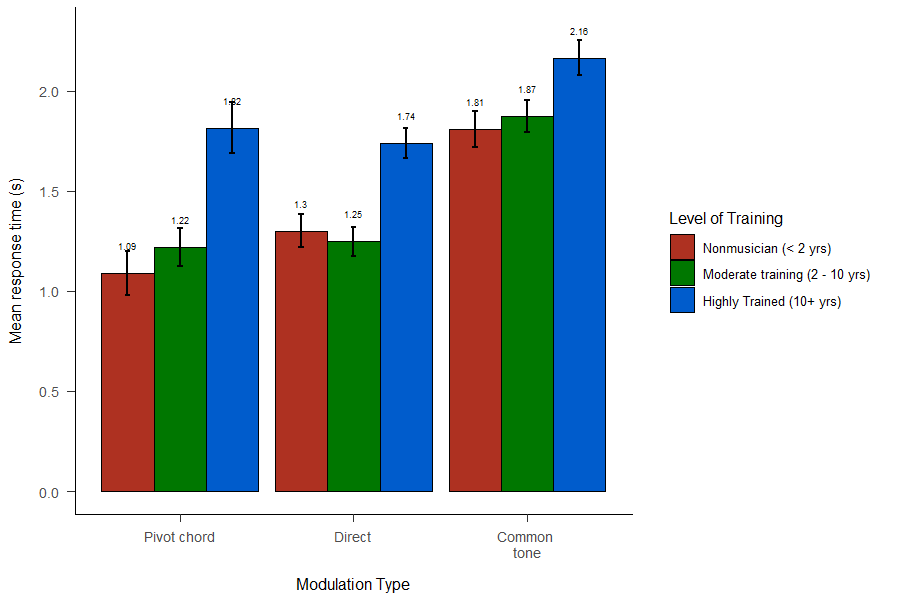 Mean response time (s)
2.0
1.5
1.0
0.5
0.0
1.09
1.22
1.82
1.3
1.25
1.74
1.81
1.87
2.16
Pivot chord
Direct
Common
tone
Modulation Type
Level of Training
Nonmusician (< 2 yrs)
Moderate training (2 - 10 yrs)
Highly Trained (10+ yrs)